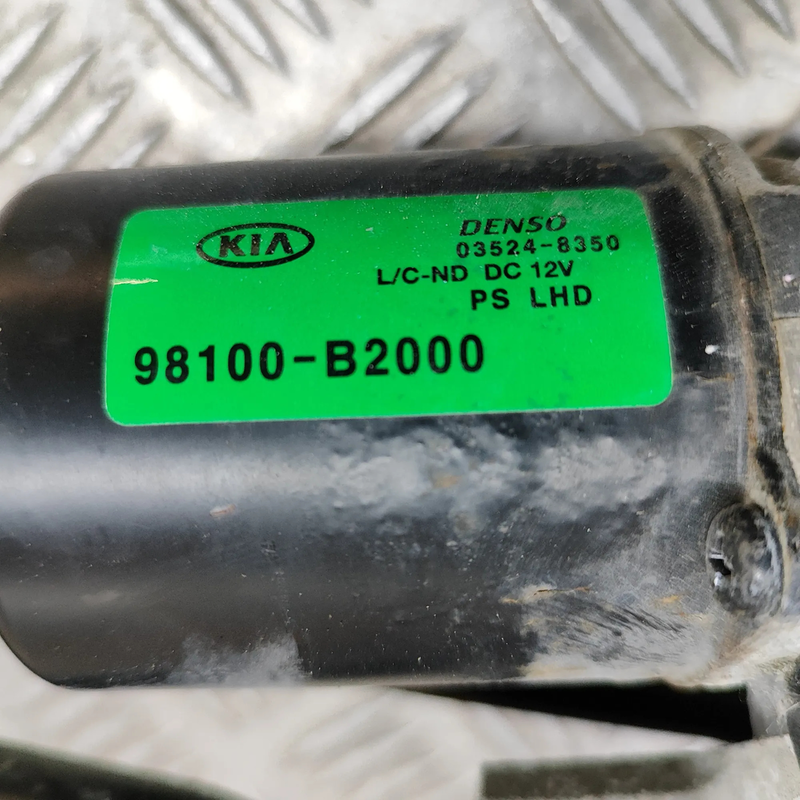 KIA
DENSO
03524-8350
L/C-ND DC 12V
PS LHD
98100-B2000